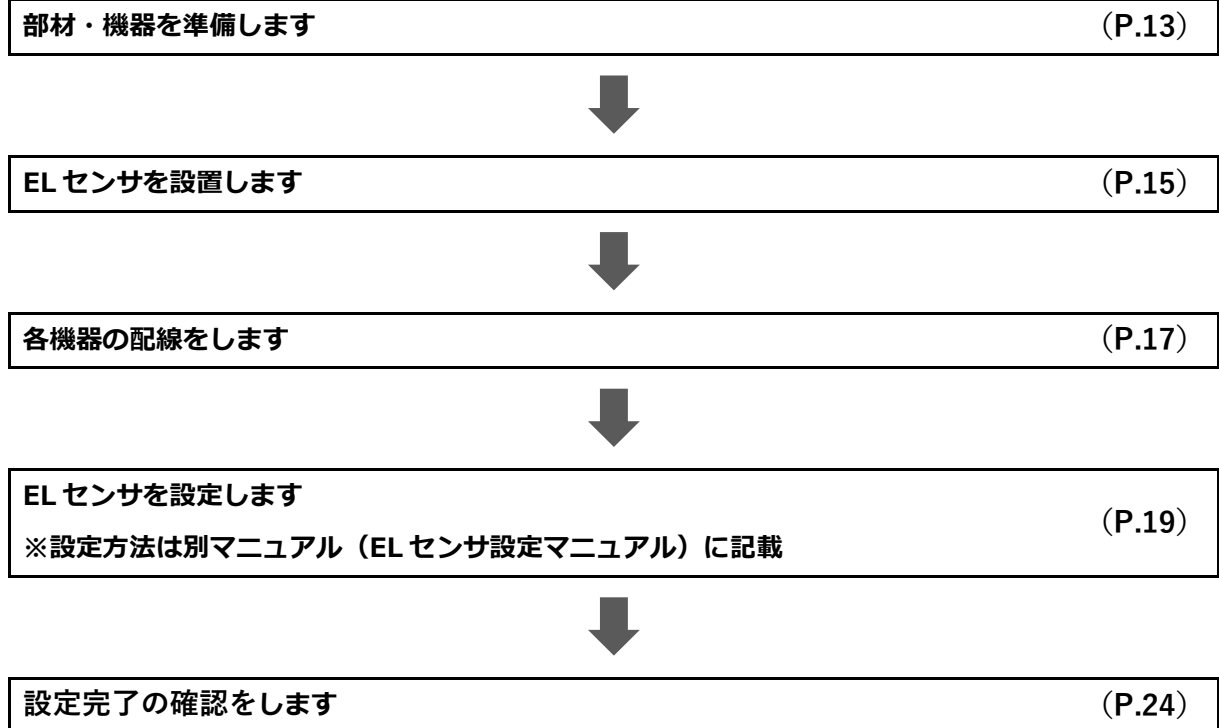 部材・機器を準備します （P.13）
EL センサを設置します （P.15）
各機器の配線をします （P.17）
EL センサを設定します
※設定方法は別マニュアル（EL センサ設定マニュアル）に記載 （P.19）
設定完了の確認をします （P.24）